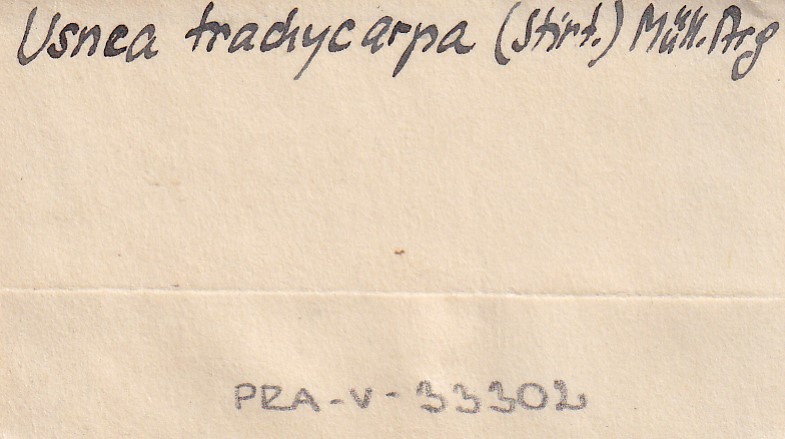 Usnea trachycarpa (Stirt.) Müll. Arg
PRA-V-33302